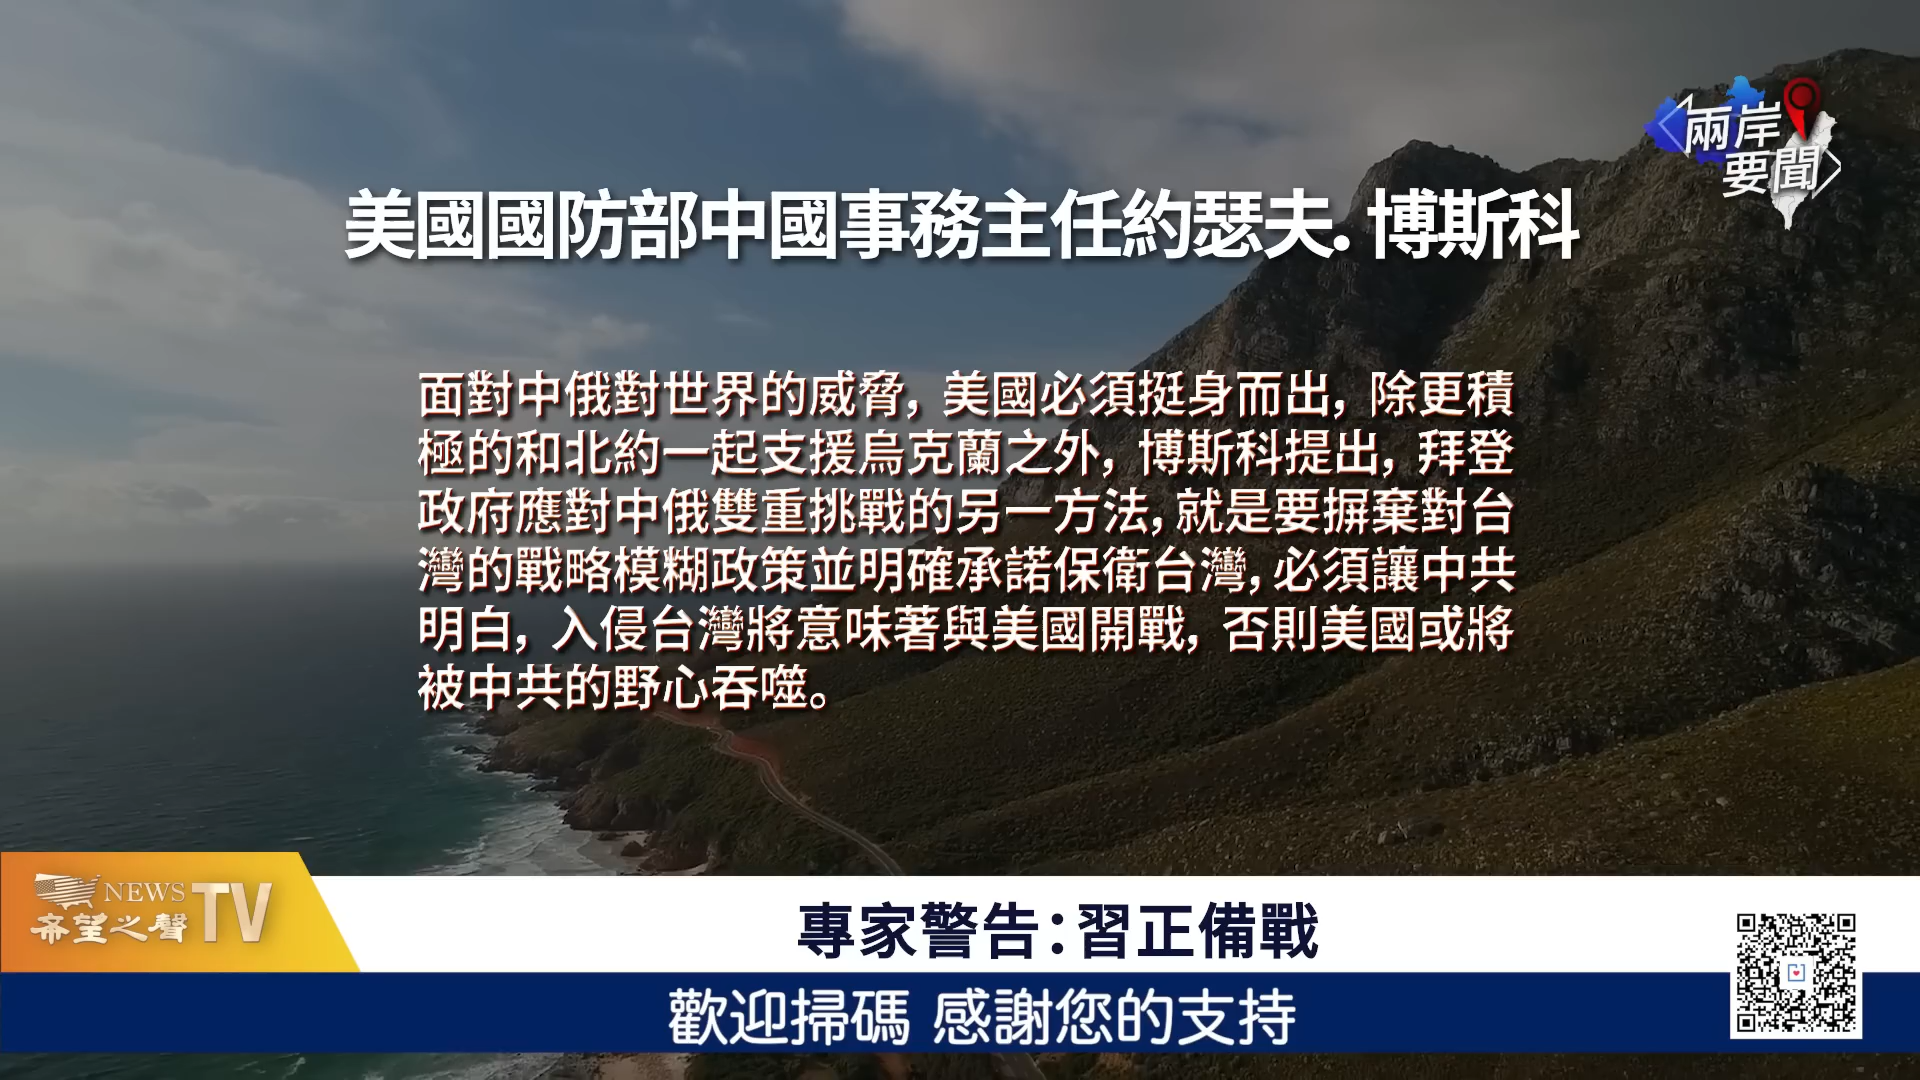 兩岸
要聞
美國國防部中國事務主任約瑟夫.博斯科
面對中俄對世界的威脅,美國必須挺身而出,除更積
極的和北約一起支援烏克蘭之外,博斯科提出,拜登
政府應對中俄雙重挑戰的另一方法,就是要摒棄對台
灣的戰略模糊政策並明確承諾保衛台灣,必須讓中共
明白,入侵台灣將意味著與美國開戰,否則美國或將
被中共的野心吞噬。
NEWS
希望之聲 TV
專家警告:習正備戰
歡迎掃碼 感謝您的支持